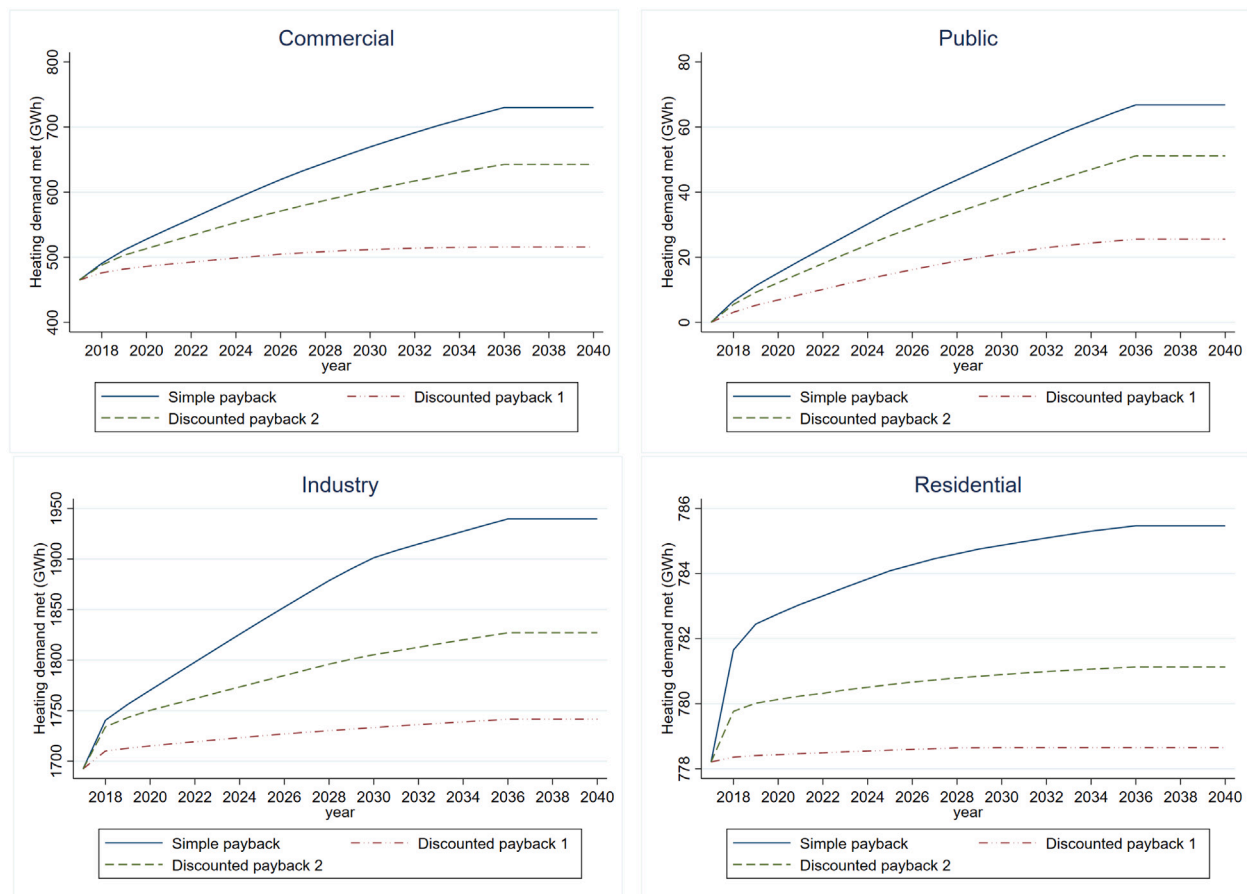 Commercial
Heating demand met (GWh)
800
700
600
500
400
2018 2020 2022 2024 2026 2028 2030 2032 2034 2036 2038 2040
year
Simple payback
Discounted payback 1
Discounted payback 2
Public
Heating demand met (GWh)
80
60
40
20
0
2018 2020 2022 2024 2026 2028 2030 2032 2034 2036 2038 2040
year
Simple payback
Discounted payback 1
Discounted payback 2
Industry
Heating demand met (GWh)
1950
1900
1850
1800
1750
1700
2018 2020 2022 2024 2026 2028 2030 2032 2034 2036 2038 2040
year
Simple payback
Discounted payback 1
Discounted payback 2
Residential
Heating demand met (GWh)
786
784
782
780
778
2018 2020 2022 2024 2026 2028 2030 2032 2034 2036 2038 2040
year
Simple payback
Discounted payback 1
Discounted payback 2